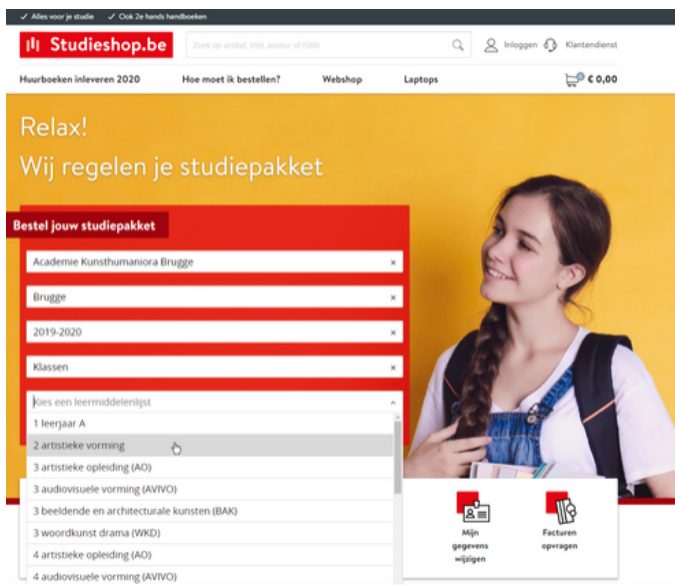 ✓ Alles voor je studie ✓ Ook 2e hands handboeken
Studieshop.be
Zoek op artikel, titel, auteur of ISBN
Inloggen
Klantendienst
Huurboeken inleveren 2020
Hoe moet ik bestellen?
Webshop
Laptops
€ 0,00
Relax!
Wij regelen je studiepakket
Bestel jouw studiepakket
Academie Kunsthumaniora Brugge ×
Brugge ×
2019-2020 ×
Klassen ×
Kies een leermiddelenlijst
1 leerjaar A
2 artistieke vorming
3 artistieke opleiding (AO)
3 audiovisuele vorming (AVIVO)
3 beeldende en architecturale kunsten (BAK)
3 woordkunst drama (WKD)
4 artistieke opleiding (AO)
4 audiovisuele vorming (AVIVO)
Mijn
gegevens
wijzigen
Facturen
opvragen